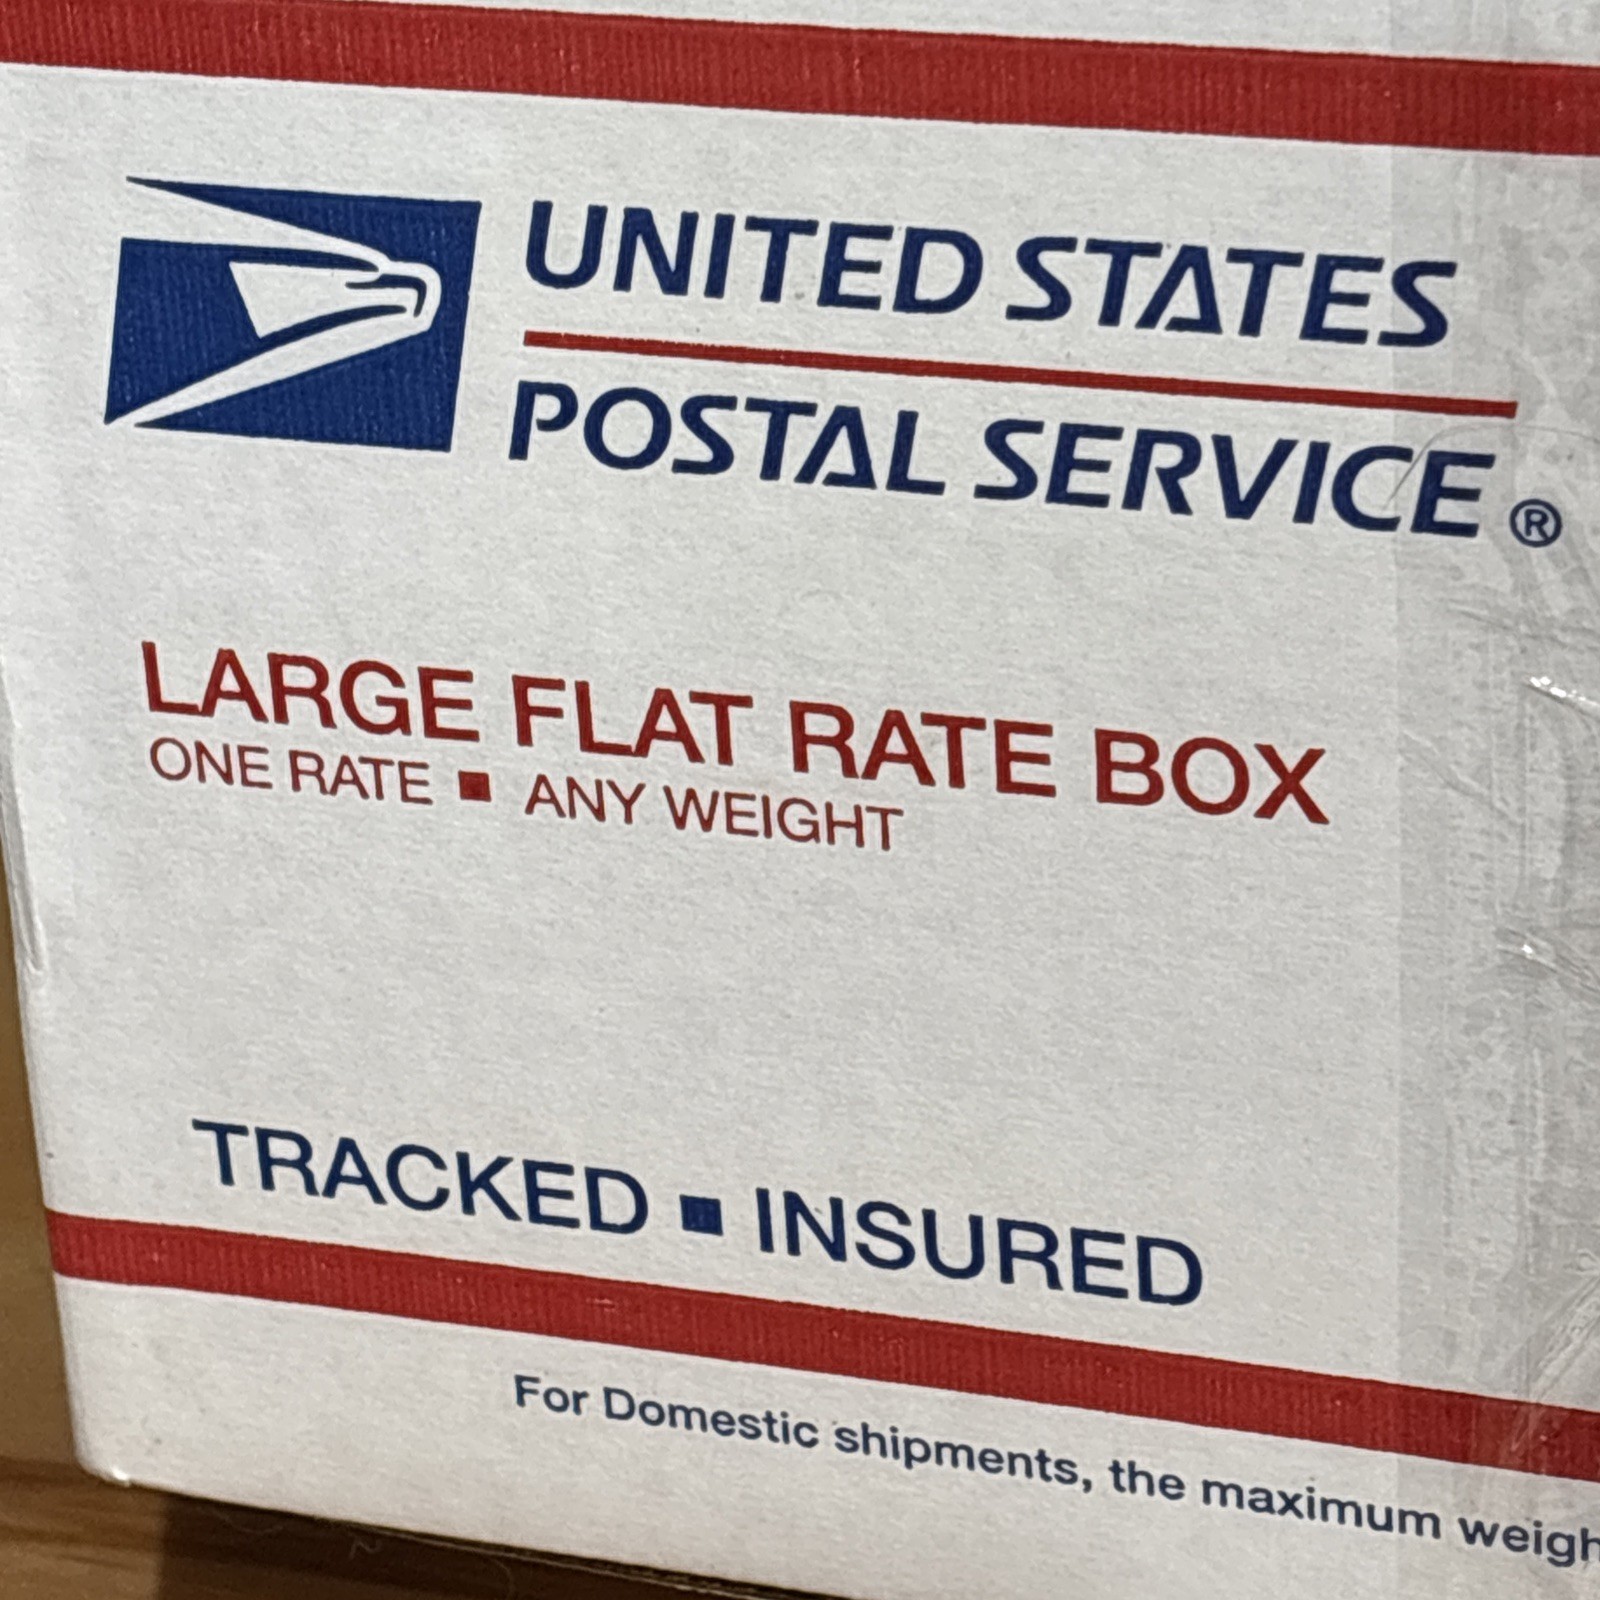 UNITED STATES
POSTAL SERVICE ®
LARGE FLAT RATE BOX
ONE RATE ■ ANY WEIGHT
TRACKED ■ INSURED
For Domestic shipments, the maximum weigh